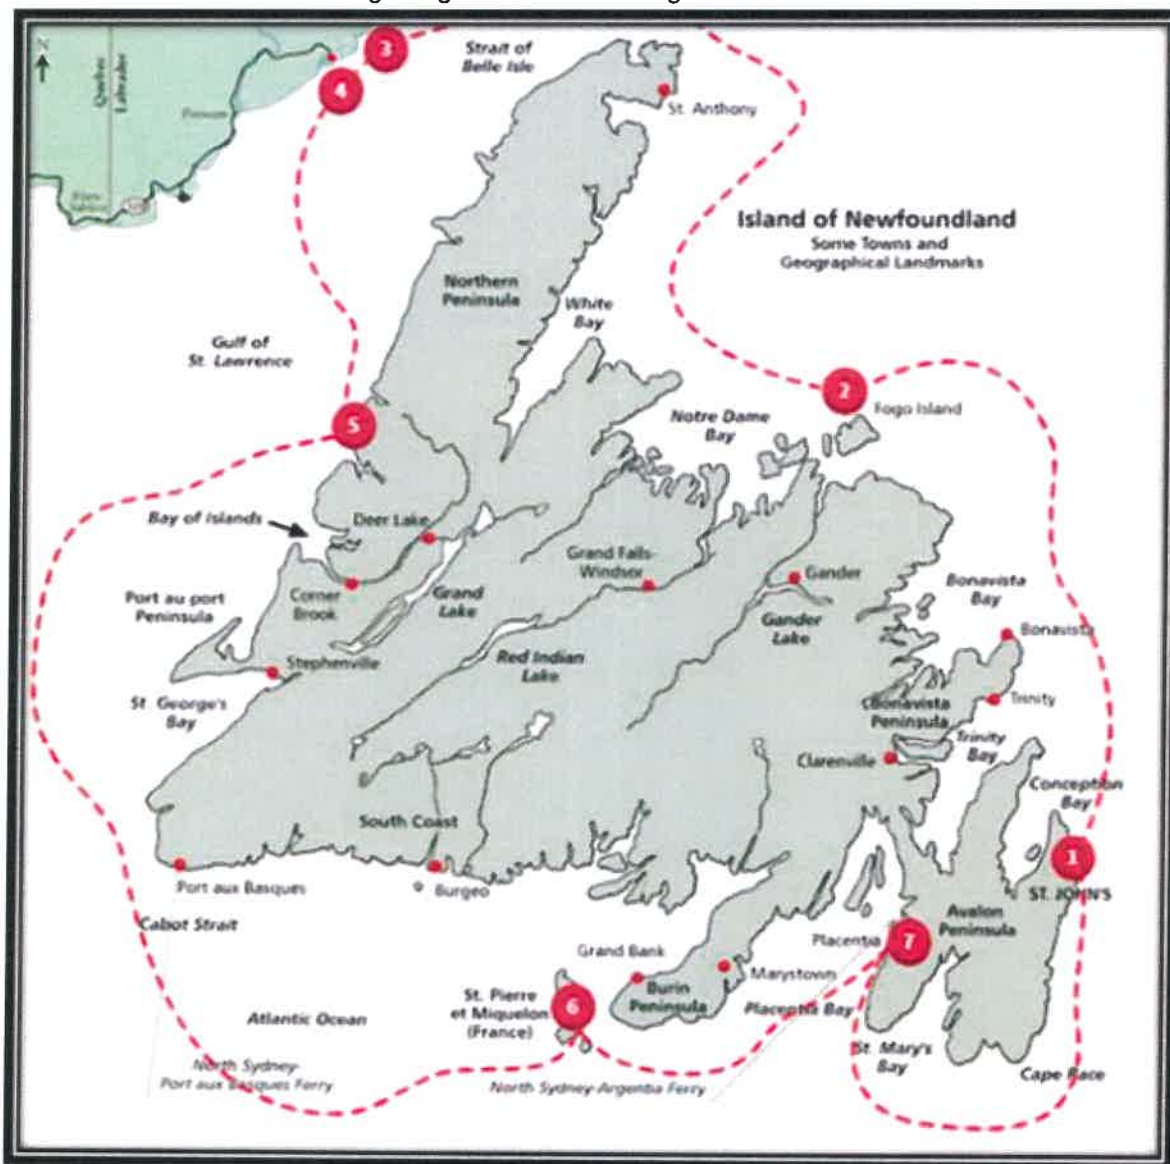 N
Quebec
Labrador
3
4
Strait of
Belle Isle
St. Anthony
Island of Newfoundland
Some Towns and
Geographical Landmarks
Northern
Peninsula
White
Bay
Gulf of
St. Lawrence
2
Fogo Island
5
Notre Dame
Bay
Bay of Islands
Deer Lake
Grand Falls-
Windsor
Gander
Corner
Brook
Grand
Lake
Gander
Lake
Bonavista
Bay
Port au port
Peninsula
Bonavista
Stephenville
Red Indian
Lake
St. George's
Bay
Trinity
Bonavista
Peninsula
Trinity
Bay
Clarenville
Conception
Bay
South Coast
1
ST. JOHN'S
Port aux Basques
Burgeo
Avalon
Peninsula
Cabot Strait
Placentia
7
Grand Bank
Marystown
St. Pierre
et Miquelon
(France)
6
Burin
Peninsula
Placentia Bay
Atlantic Ocean
St. Mary's
Bay
Cape Race
North Sydney-
Port aux Basques Ferry
North Sydney-Argentia Ferry